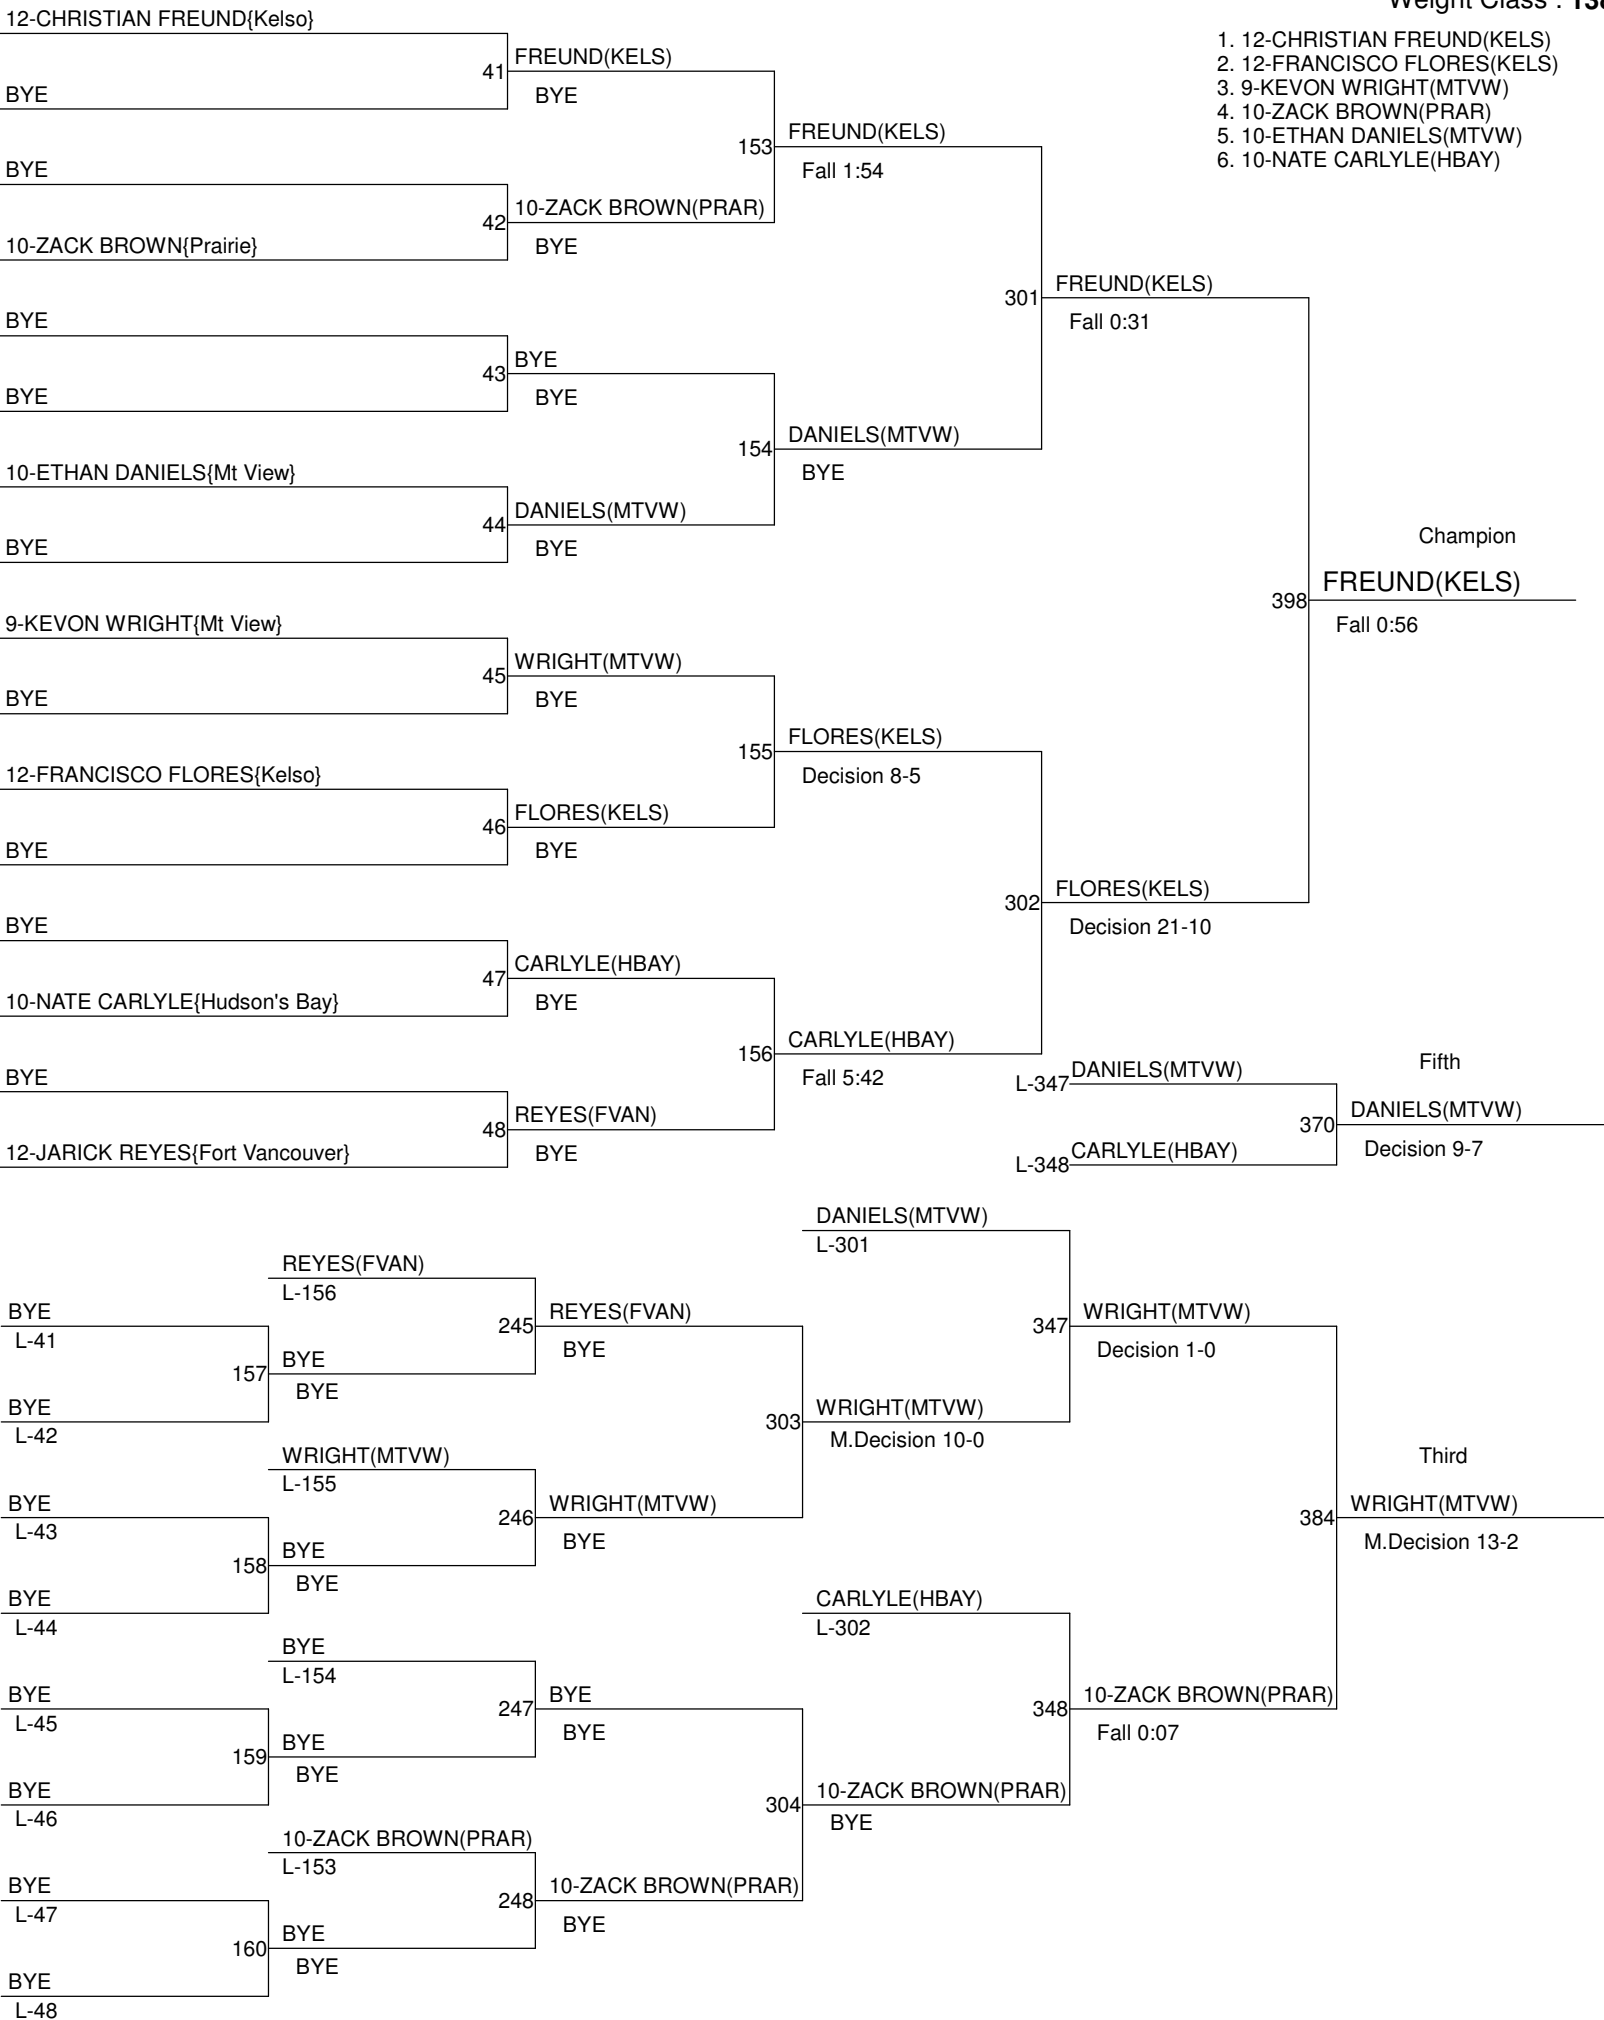 Weight Class : 138
1. 12-CHRISTIAN FREUND(KELS)
2. 12-FRANCISCO FLORES(KELS)
3. 9-KEVON WRIGHT(MTVW)
4. 10-ZACK BROWN(PRAR)
5. 10-ETHAN DANIELS(MTVW)
6. 10-NATE CARLYLE(HBAY)
12-CHRISTIAN FREUND{Kelso}
BYE
BYE
10-ZACK BROWN{Prairie}
BYE
BYE
10-ETHAN DANIELS{Mt View}
BYE
9-KEVON WRIGHT{Mt View}
BYE
12-FRANCISCO FLORES{Kelso}
BYE
BYE
10-NATE CARLYLE{Hudson's Bay}
BYE
12-JARICK REYES{Fort Vancouver}
41
FREUND(KELS)
BYE
42
10-ZACK BROWN(PRAR)
BYE
43
BYE
BYE
44
DANIELS(MTVW)
BYE
45
WRIGHT(MTVW)
BYE
46
FLORES(KELS)
BYE
47
CARLYLE(HBAY)
BYE
48
REYES(FVAN)
BYE
153
FREUND(KELS)
Fall 1:54
154
DANIELS(MTVW)
BYE
155
FLORES(KELS)
Decision 8-5
156
CARLYLE(HBAY)
Fall 5:42
301
FREUND(KELS)
Fall 0:31
302
FLORES(KELS)
Decision 21-10
Champion
398
FREUND(KELS)
Fall 0:56
L-347
DANIELS(MTVW)
L-348
CARLYLE(HBAY)
Fifth
370
DANIELS(MTVW)
Decision 9-7
BYE
L-41
BYE
L-42
BYE
L-43
BYE
L-44
BYE
L-45
BYE
L-46
BYE
L-47
BYE
L-48
REYES(FVAN)
L-156
157
BYE
BYE
WRIGHT(MTVW)
L-155
158
BYE
BYE
BYE
L-154
159
BYE
BYE
10-ZACK BROWN(PRAR)
L-153
160
BYE
BYE
245
REYES(FVAN)
BYE
246
WRIGHT(MTVW)
BYE
247
BYE
BYE
248
10-ZACK BROWN(PRAR)
BYE
DANIELS(MTVW)
L-301
303
WRIGHT(MTVW)
M.Decision 10-0
CARLYLE(HBAY)
L-302
304
10-ZACK BROWN(PRAR)
BYE
347
WRIGHT(MTVW)
Decision 1-0
348
10-ZACK BROWN(PRAR)
Fall 0:07
Third
384
WRIGHT(MTVW)
M.Decision 13-2